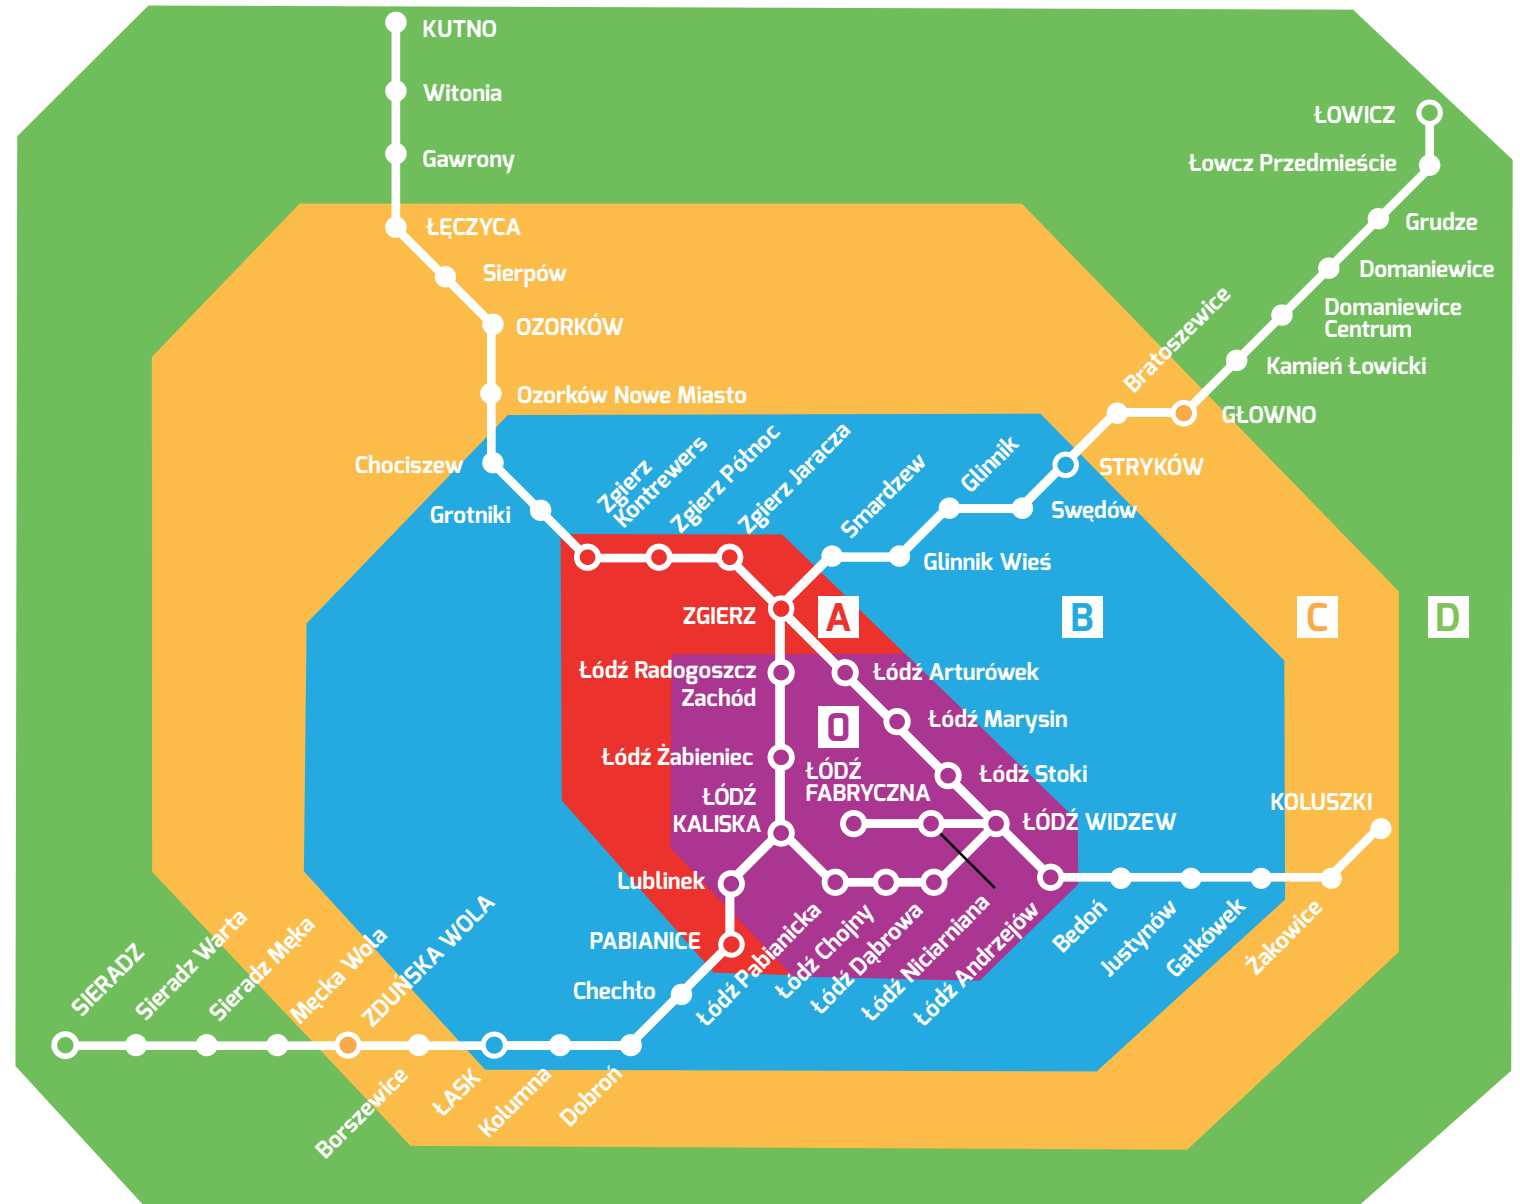 KUTNO
Witonia
Gawrony
ŁĘCZYCA
Sierpów
OZORKÓW
Ozorków Nowe Miasto
Chociszew
Grotniki
Zgierz
Kontrewers
Zgierz Północ
Zgierz Jaracza
ZGIERZ
ŁOWICZ
Łowcz Przedmieście
Grudze
Domaniewice
Domaniewice
Centrum
Kamień Łowicki
GŁOWNO
Bratoszewice
STRYKÓW
Swędów
Glinnik
Glinnik Wieś
Smardzew
A
B
C
D
O
Łódź Radogoszcz
Zachód
Łódź Żabieniec
ŁÓDŹ
KALISKA
Łódź Arturówek
Łódź Marysin
Łódź Stoki
ŁÓDŹ
FABRYCZNA
ŁÓDŹ WIDZEW
KOLUSZKI
Lublinek
PABIANICE
Chechło
Łódź Pabianicka
Łódź Chojny
Łódź Dąbrowa
Łódź Niciarniana
Łódź Andrzejów
Bedoń
Justynów
Gałkówek
Żakowice
SIERADZ
Sieradz Warta
Sieradz Męka
Męcka Wola
ZDUŃSKA WOLA
Borszewice
ŁASK
Kolumna
Dobroń